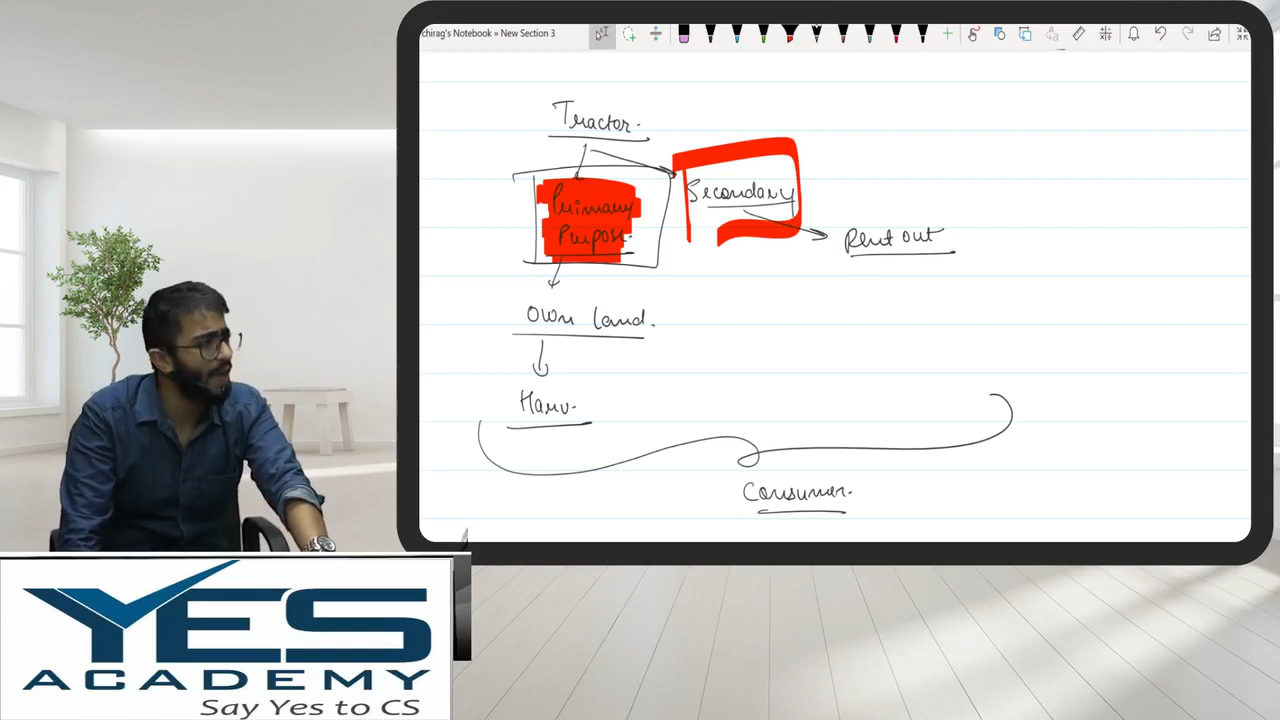 chirag's Notebook » New Section 3
Tractor.
Primary
Purpose.
Secondary
Rent out
Own land.
Harv.
Consumer.
YES
ACADEMY
Say Yes to CS